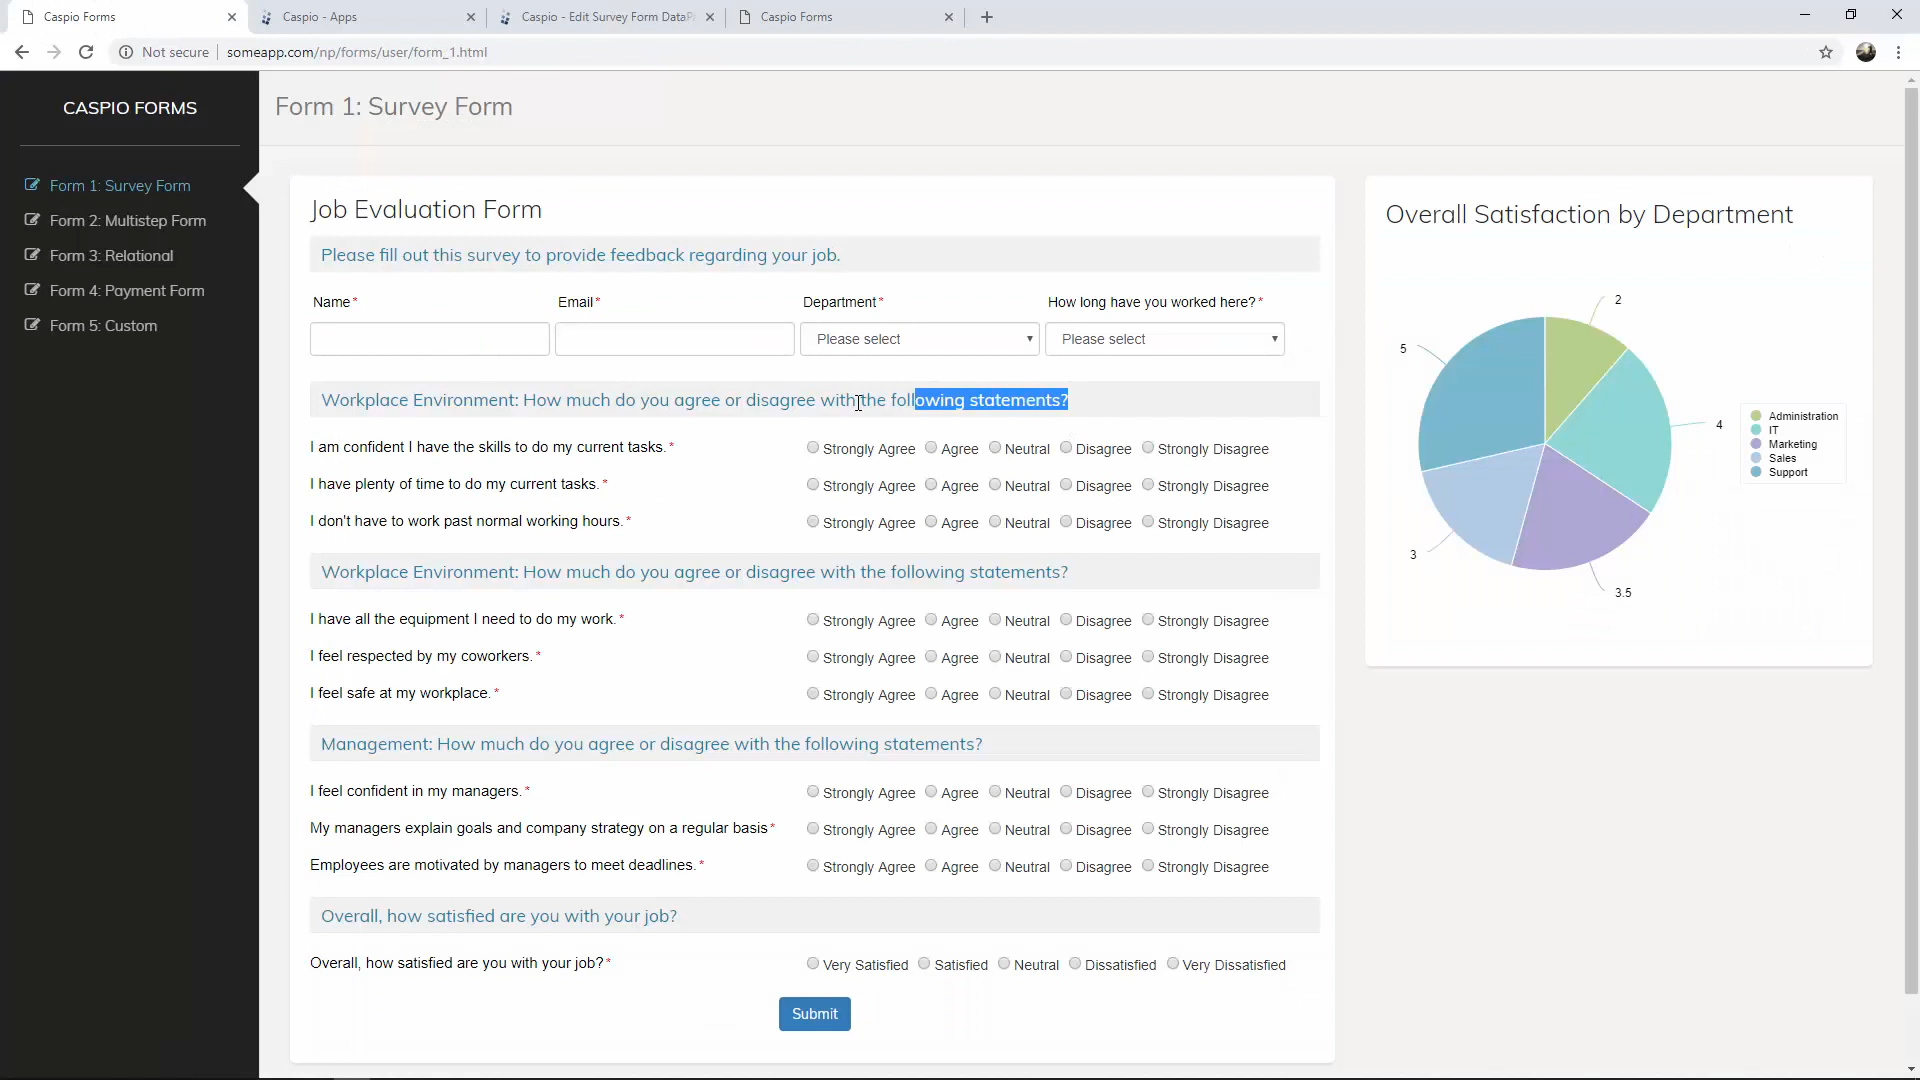 Caspio Forms
Caspio - Apps
Caspio - Edit Survey Form DataP
Caspio Forms
Not secure
someapp.com/np/forms/user/form_1.html
CASPIO FORMS
Form 1: Survey Form
Form 2: Multistep Form
Form 3: Relational
Form 4: Payment Form
Form 5: Custom
Form 1: Survey Form
Job Evaluation Form
Please fill out this survey to provide feedback regarding your job.
Name* Email* Department* How long have you worked here?*
Please select Please select
Workplace Environment: How much do you agree or disagree with the following statements?
I am confident I have the skills to do my current tasks.* Strongly Agree Agree Neutral Disagree Strongly Disagree
I have plenty of time to do my current tasks.* Strongly Agree Agree Neutral Disagree Strongly Disagree
I don't have to work past normal working hours.* Strongly Agree Agree Neutral Disagree Strongly Disagree
Workplace Environment: How much do you agree or disagree with the following statements?
I have all the equipment I need to do my work.* Strongly Agree Agree Neutral Disagree Strongly Disagree
I feel respected by my coworkers.* Strongly Agree Agree Neutral Disagree Strongly Disagree
I feel safe at my workplace.* Strongly Agree Agree Neutral Disagree Strongly Disagree
Management: How much do you agree or disagree with the following statements?
I feel confident in my managers.* Strongly Agree Agree Neutral Disagree Strongly Disagree
My managers explain goals and company strategy on a regular basis* Strongly Agree Agree Neutral Disagree Strongly Disagree
Employees are motivated by managers to meet deadlines.* Strongly Agree Agree Neutral Disagree Strongly Disagree
Overall, how satisfied are you with your job?
Overall, how satisfied are you with your job?* Very Satisfied Satisfied Neutral Dissatisfied Very Dissatisfied
Submit
Overall Satisfaction by Department
2
5
4
3
3.5
Administration
IT
Marketing
Sales
Support